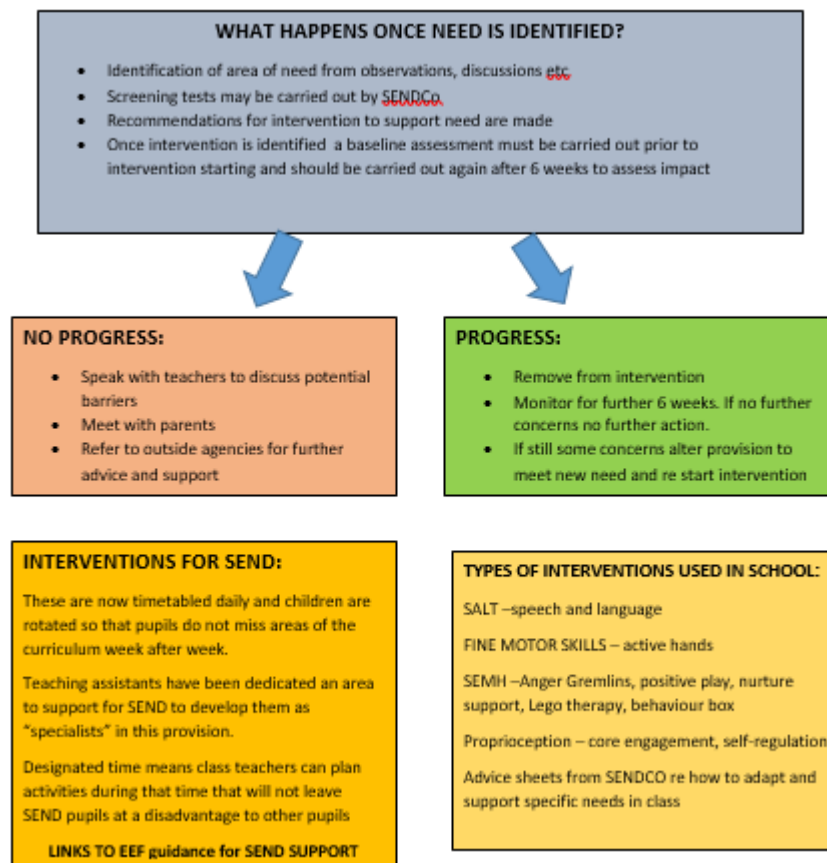 WHAT HAPPENS ONCE NEED IS IDENTIFIED?
• Identification of area of need from observations, discussions etc
• Screening tests may be carried out by SENDCo.
• Recommendations for intervention to support need are made
• Once intervention is identified a baseline assessment must be carried out prior to
intervention starting and should be carried out again after 6 weeks to assess impact
NO PROGRESS:
• Speak with teachers to discuss potential
barriers
• Meet with parents
• Refer to outside agencies for further
advice and support
PROGRESS:
• Remove from intervention
• Monitor for further 6 weeks. If no further
concerns no further action.
• If still some concerns alter provision to
meet new need and re start intervention
INTERVENTIONS FOR SEND:
These are now timetabled daily and children are
rotated so that pupils do not miss areas of the
curriculum week after week.
Teaching assistants have been dedicated an area
to support for SEND to develop them as
"specialists" in this provision.
Designated time means class teachers can plan
activities during that time that will not leave
SEND pupils at a disadvantage to other pupils
LINKS TO EEF guidance for SEND SUPPORT
TYPES OF INTERVENTIONS USED IN SCHOOL:
SALT –speech and language
FINE MOTOR SKILLS – active hands
SEMH –Anger Gremlins, positive play, nurture
support, Lego therapy, behaviour box
Proprioception – core engagement, self-regulation
Advice sheets from SENDCO re how to adapt and
support specific needs in class